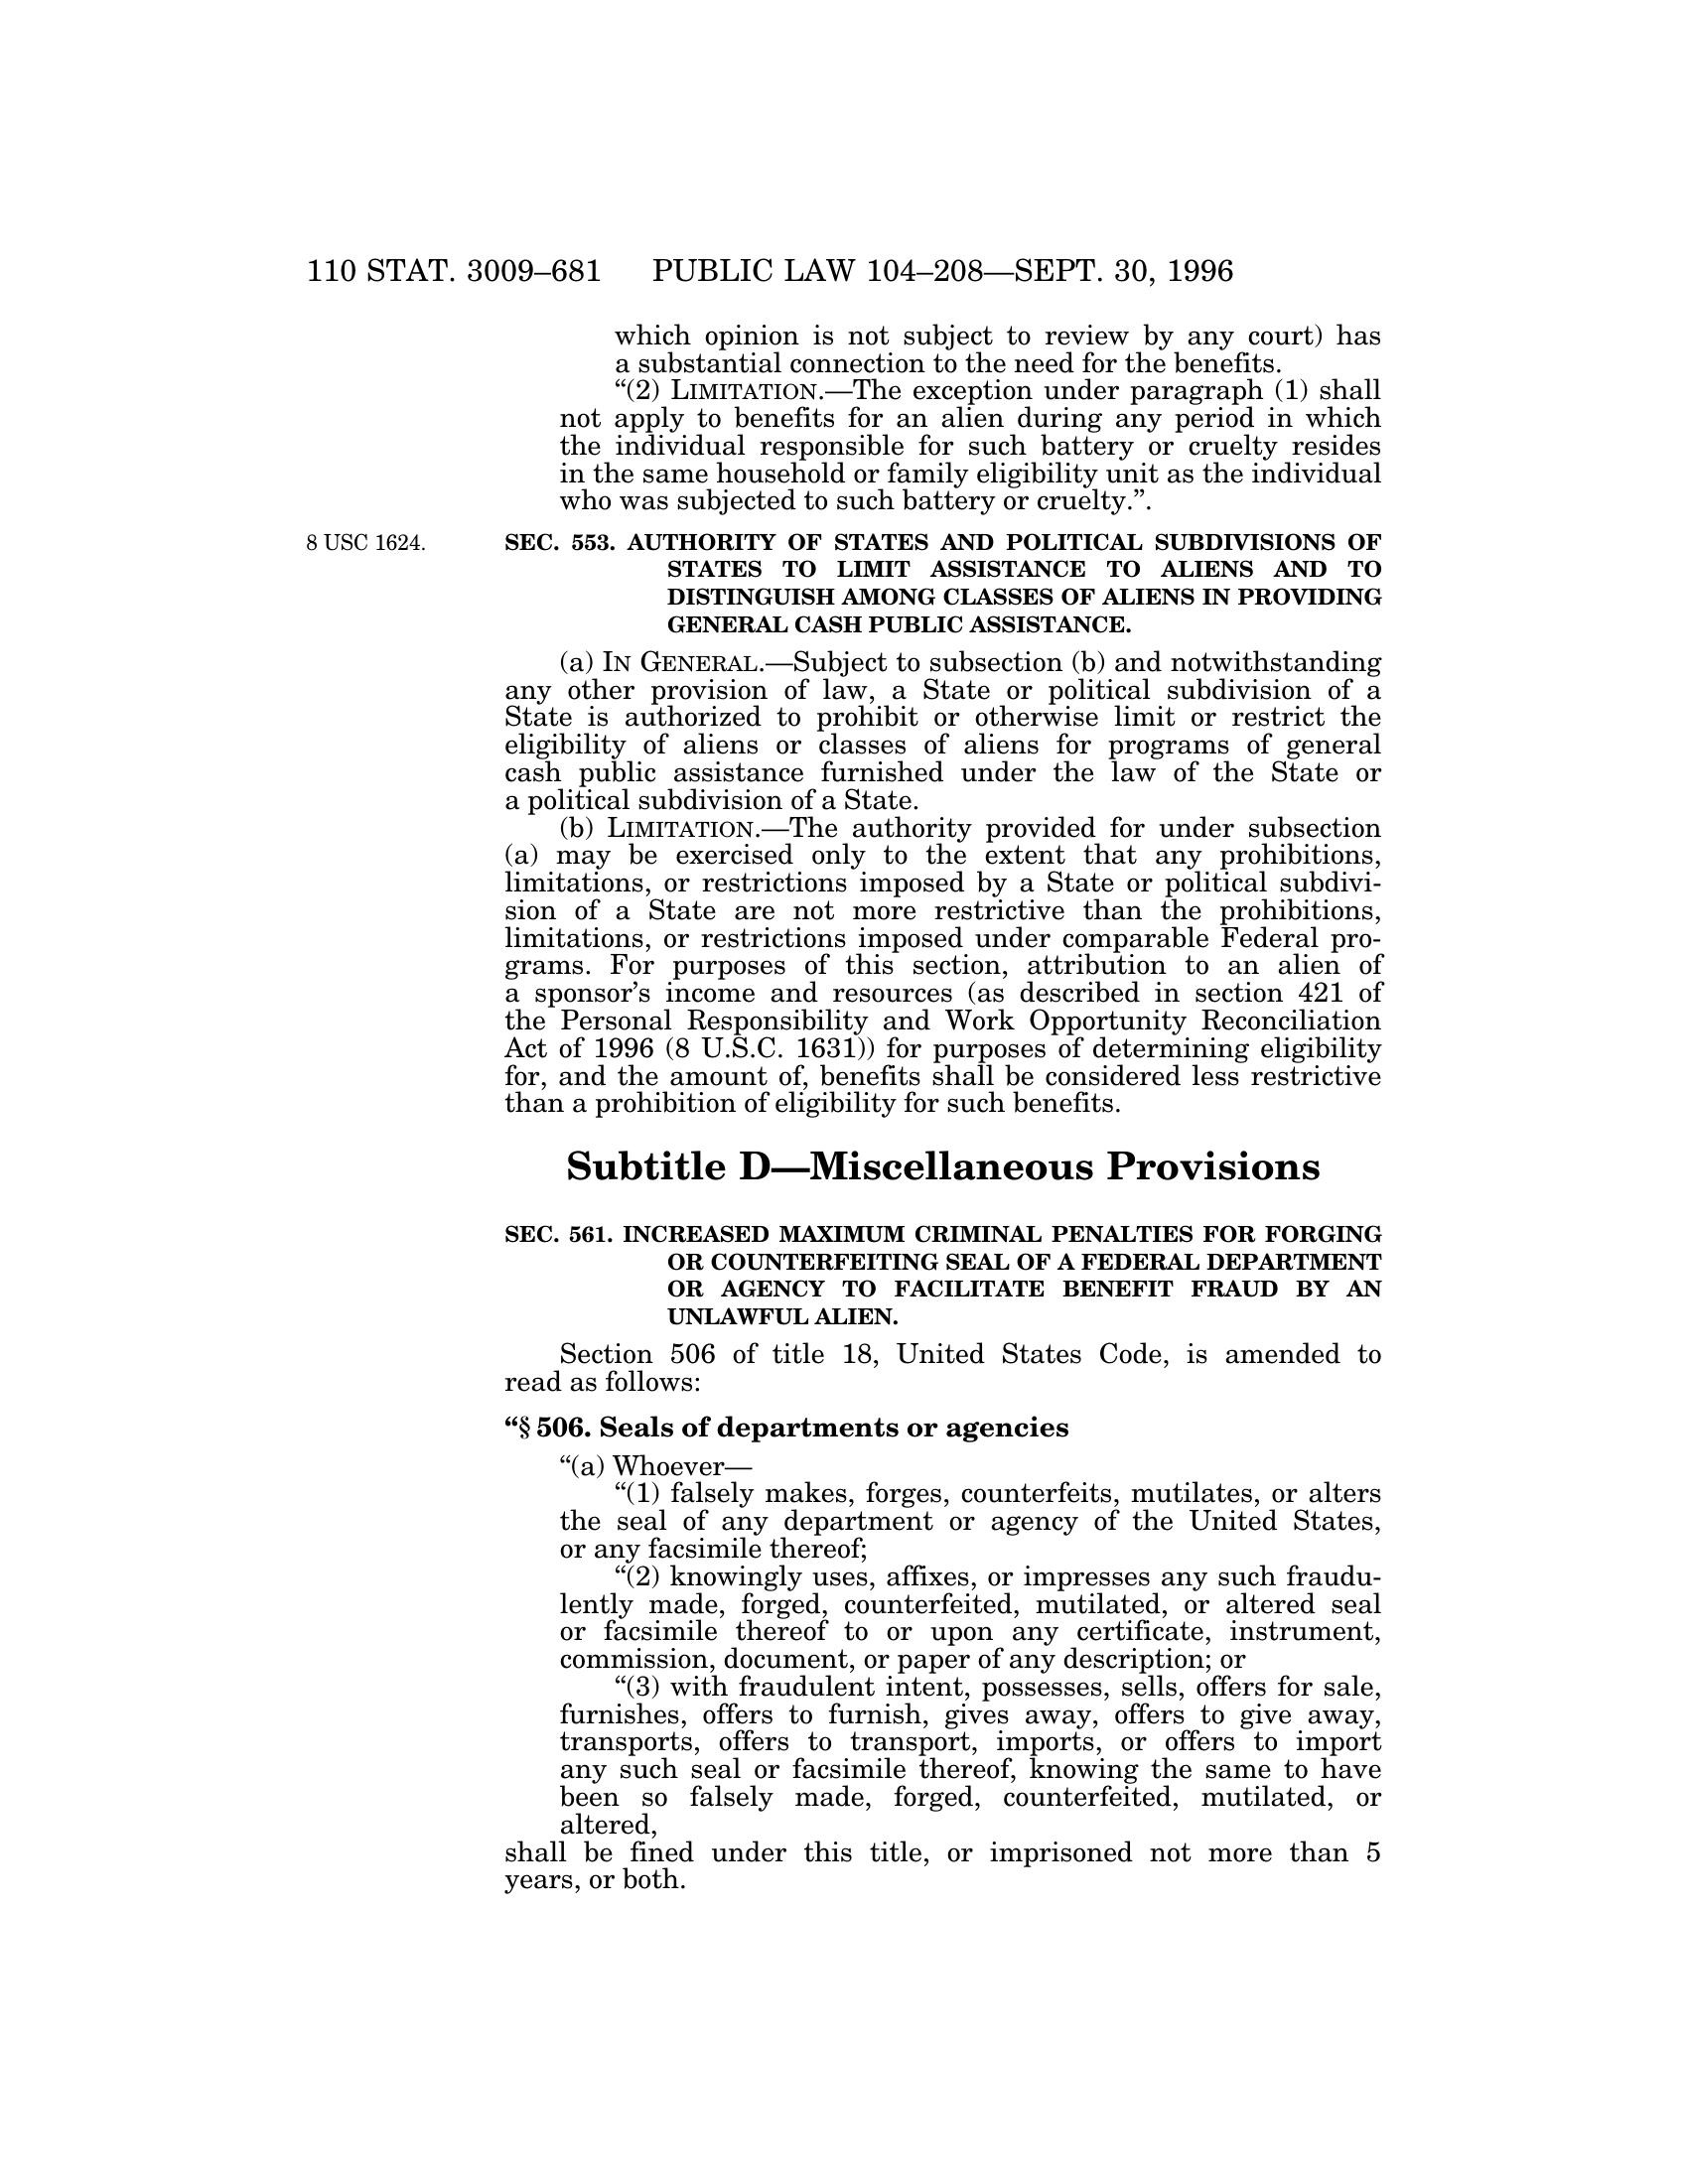 110 STAT. 3009–681 PUBLIC LAW 104–208—SEPT. 30, 1996
which opinion is not subject to review by any court) has
a substantial connection to the need for the benefits.
“(2) LIMITATION.—The exception under paragraph (1) shall
not apply to benefits for an alien during any period in which
the individual responsible for such battery or cruelty resides
in the same household or family eligibility unit as the individual
who was subjected to such battery or cruelty.”.
8 USC 1624.
SEC. 553. AUTHORITY OF STATES AND POLITICAL SUBDIVISIONS OF
STATES TO LIMIT ASSISTANCE TO ALIENS AND TO
DISTINGUISH AMONG CLASSES OF ALIENS IN PROVIDING
GENERAL CASH PUBLIC ASSISTANCE.
(a) IN GENERAL.—Subject to subsection (b) and notwithstanding
any other provision of law, a State or political subdivision of a
State is authorized to prohibit or otherwise limit or restrict the
eligibility of aliens or classes of aliens for programs of general
cash public assistance furnished under the law of the State or
a political subdivision of a State.
(b) LIMITATION.—The authority provided for under subsection
(a) may be exercised only to the extent that any prohibitions,
limitations, or restrictions imposed by a State or political subdivi-
sion of a State are not more restrictive than the prohibitions,
limitations, or restrictions imposed under comparable Federal pro-
grams. For purposes of this section, attribution to an alien of
a sponsor’s income and resources (as described in section 421 of
the Personal Responsibility and Work Opportunity Reconciliation
Act of 1996 (8 U.S.C. 1631)) for purposes of determining eligibility
for, and the amount of, benefits shall be considered less restrictive
than a prohibition of eligibility for such benefits.
Subtitle D—Miscellaneous Provisions
SEC. 561. INCREASED MAXIMUM CRIMINAL PENALTIES FOR FORGING
OR COUNTERFEITING SEAL OF A FEDERAL DEPARTMENT
OR AGENCY TO FACILITATE BENEFIT FRAUD BY AN
UNLAWFUL ALIEN.
Section 506 of title 18, United States Code, is amended to
read as follows:
“§ 506. Seals of departments or agencies
“(a) Whoever—
“(1) falsely makes, forges, counterfeits, mutilates, or alters
the seal of any department or agency of the United States,
or any facsimile thereof;
“(2) knowingly uses, affixes, or impresses any such fraudu-
lently made, forged, counterfeited, mutilated, or altered seal
or facsimile thereof to or upon any certificate, instrument,
commission, document, or paper of any description; or
“(3) with fraudulent intent, possesses, sells, offers for sale,
furnishes, offers to furnish, gives away, offers to give away,
transports, offers to transport, imports, or offers to import
any such seal or facsimile thereof, knowing the same to have
been so falsely made, forged, counterfeited, mutilated, or
altered,
shall be fined under this title, or imprisoned not more than 5
years, or both.